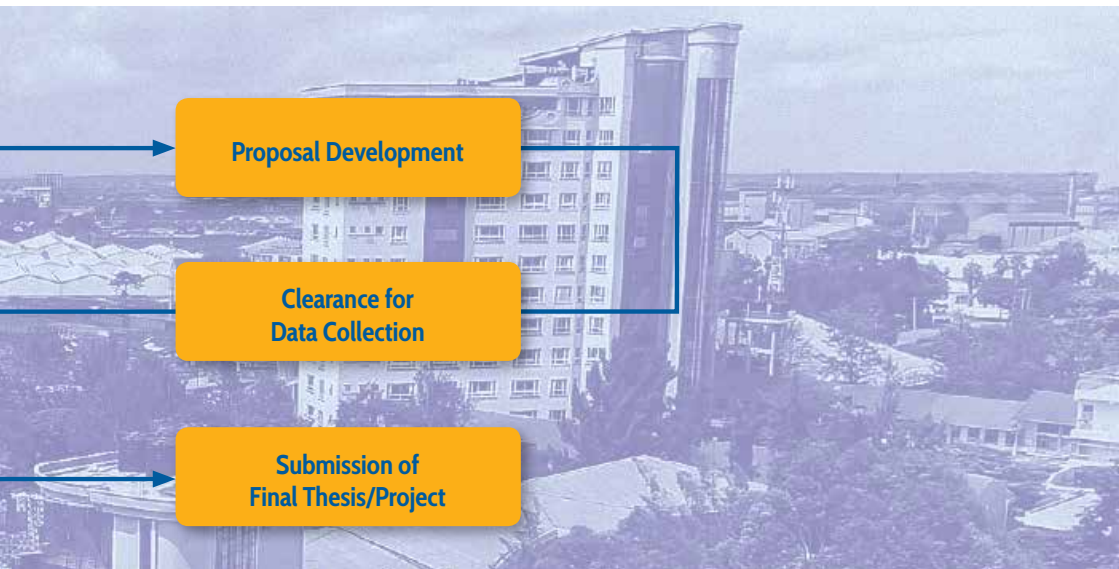 Proposal Development
Clearance for
Data Collection
Submission of
Final Thesis/Project